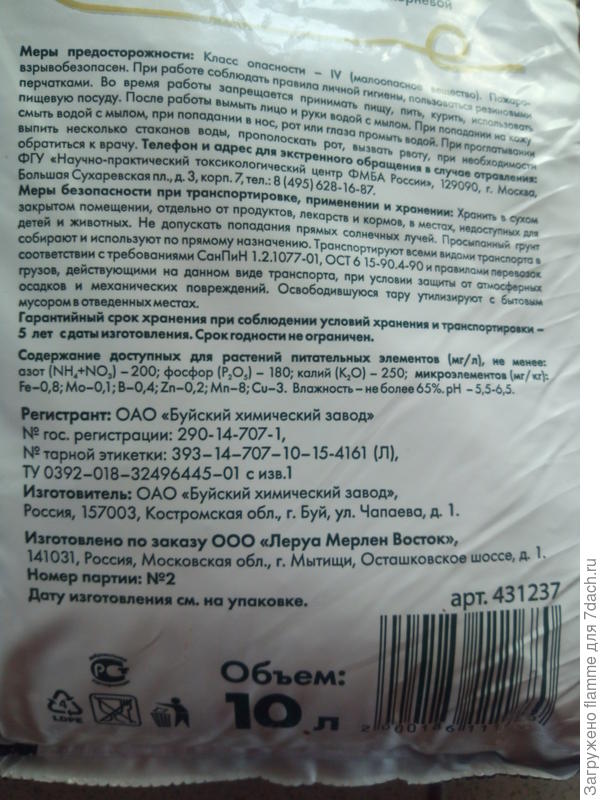 Меры предосторожности: Класс опасности – IV (малоопасное вещество). Пожаро-
взрывобезопасен. При работе соблюдать правила личной гигиены, пользоваться резиновыми
перчатками. Во время работы запрещается принимать пищу, пить, курить, использовать
пищевую посуду. После работы вымыть лицо и руки водой с мылом. При попадании на кожу
смыть водой с мылом, при попадании в нос, рот или глаза промыть водой. При проглатывании
выпить несколько стаканов воды, прополоскать рот, вызвать рвоту, при необходимости
обратиться к врачу. Телефон и адрес для экстренного обращения в случае отравления:
ФГУ «Научно-практический токсикологический центр ФМБА России», 129090, г. Москва,
Большая Сухаревская пл., д. 3, корп. 7, тел.: 8 (495) 628-16-87.
Меры безопасности при транспортировке, применении и хранении: Хранить в сухом
закрытом помещении, отдельно от продуктов, лекарств и кормов, в местах, недоступных для
детей и животных. Не допускать попадания прямых солнечных лучей. Просыпанный грунт
собирают и используют по прямому назначению. Транспортируют всеми видами транспорта в
соответствии с требованиями СанПиН 1.2.1077-01, ОСТ 6 15-90.4-90 и правилами перевозок
грузов, действующими на данном виде транспорта, при условии защиты от атмосферных
осадков и механических повреждений. Освободившуюся тару утилизируют с бытовым
мусором в отведенных местах.
Гарантийный срок хранения при соблюдении условий хранения и транспортировки –
5 лет с даты изготовления. Срок годности не ограничен.
Содержание доступных для растений питательных элементов (мг/л), не менее:
азот (NH₄+NO₃) – 200; фосфор (P₂O₅) – 180; калий (K₂O) – 250; микроэлементы (мг/кг):
Fe–0,8; Mo–0,1; B–0,4; Zn–0,2; Mn–8; Cu–3. Влажность – не более 65%. pH – 5,5-6,5.
Регистрант: ОАО «Буйский химический завод»
№ гос. регистрации: 290-14-707-1,
№ тарной этикетки: 393-14-707-10-15-4161 (Л),
ТУ 0392-018-32496445-01 с изв.1
Изготовитель: ОАО «Буйский химический завод»,
Россия, 157003, Костромская обл., г. Буй, ул. Чапаева, д. 1.
Изготовлено по заказу ООО «Леруа Мерлен Восток»,
141031, Россия, Московская обл., г. Мытищи, Осташковское шоссе, д. 1.
Номер партии: №2
Дату изготовления см. на упаковке.
арт. 431237
Объем:
10 л
4
LDPE
Загружено flamme для 7dach.ru